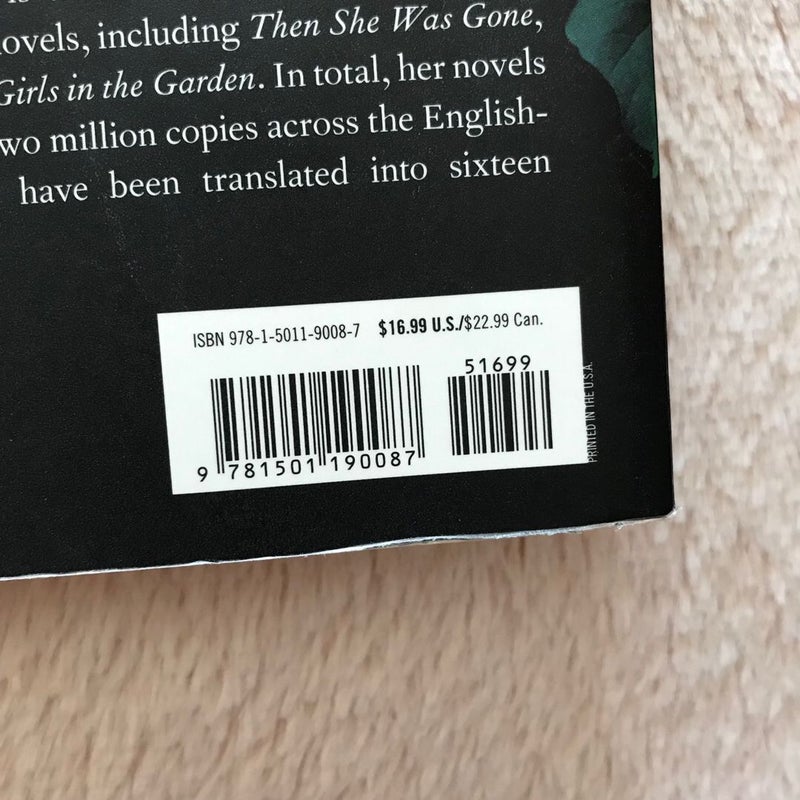 novels, including Then She Was Gone,
Girls in the Garden. In total, her novels
two million copies across the English-
have been translated into sixteen
ISBN 978-1-5011-9008-7 $16.99 U.S./$22.99 Can.
51699
9 781501 190087
PRINTED IN THE U.S.A.